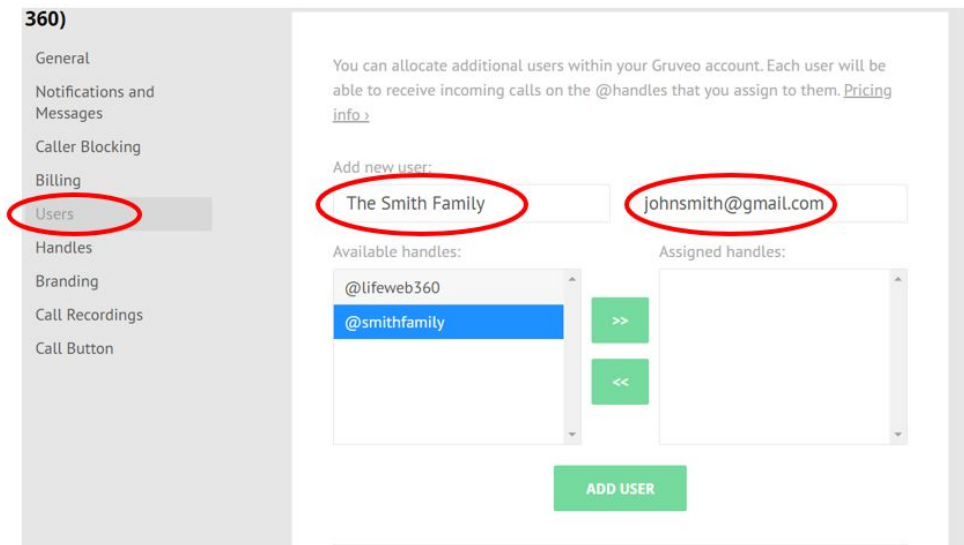 360)
General
Notifications and
Messages
Caller Blocking
Billing
Users
Handles
Branding
Call Recordings
Call Button
You can allocate additional users within your Gruveo account. Each user will be
able to receive incoming calls on the @handles that you assign to them. Pricing
info ›
Add new user:
The Smith Family
johnsmith@gmail.com
Available handles:
Assigned handles:
@lifeweb360
@smithfamily
>>
<<
ADD USER